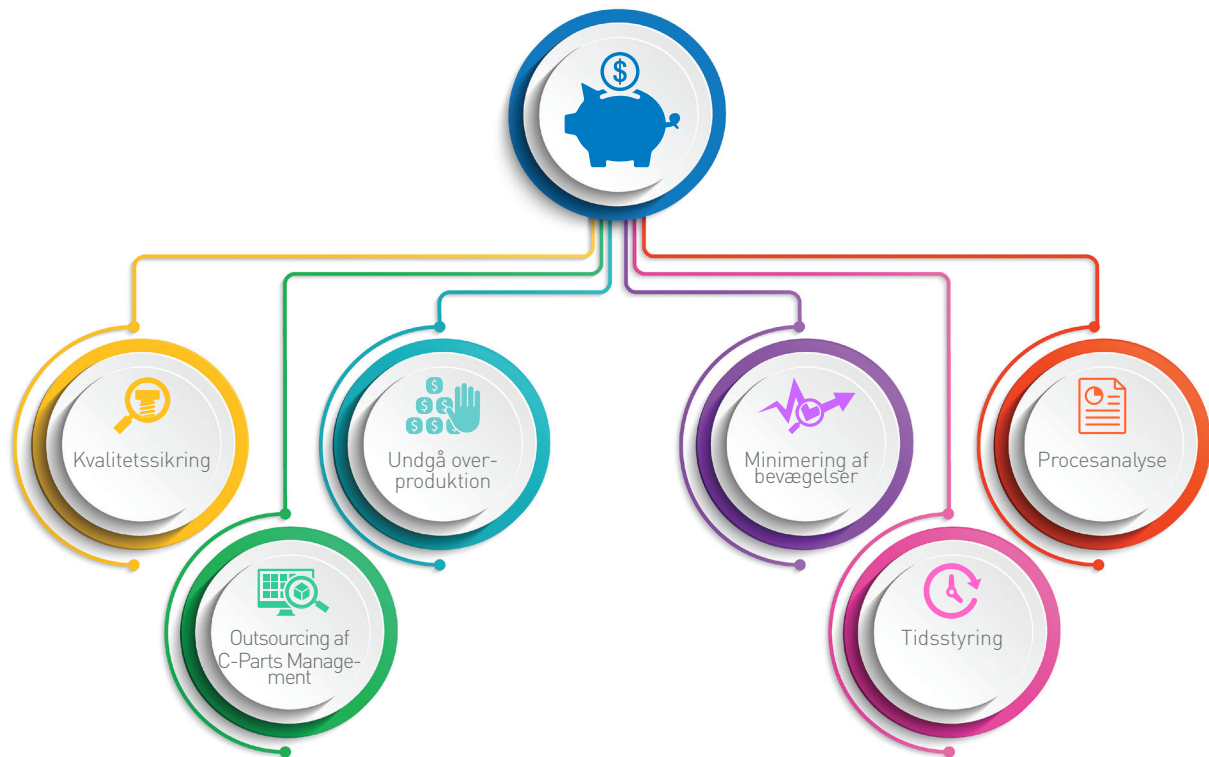 $
Kvalitetssikring
$
$ $
$ $ $
Undgå over-
produktion
Minimering af
bevægelser
Procesanalyse
Outsourcing af
C-Parts Manage-
ment
Tidsstyring